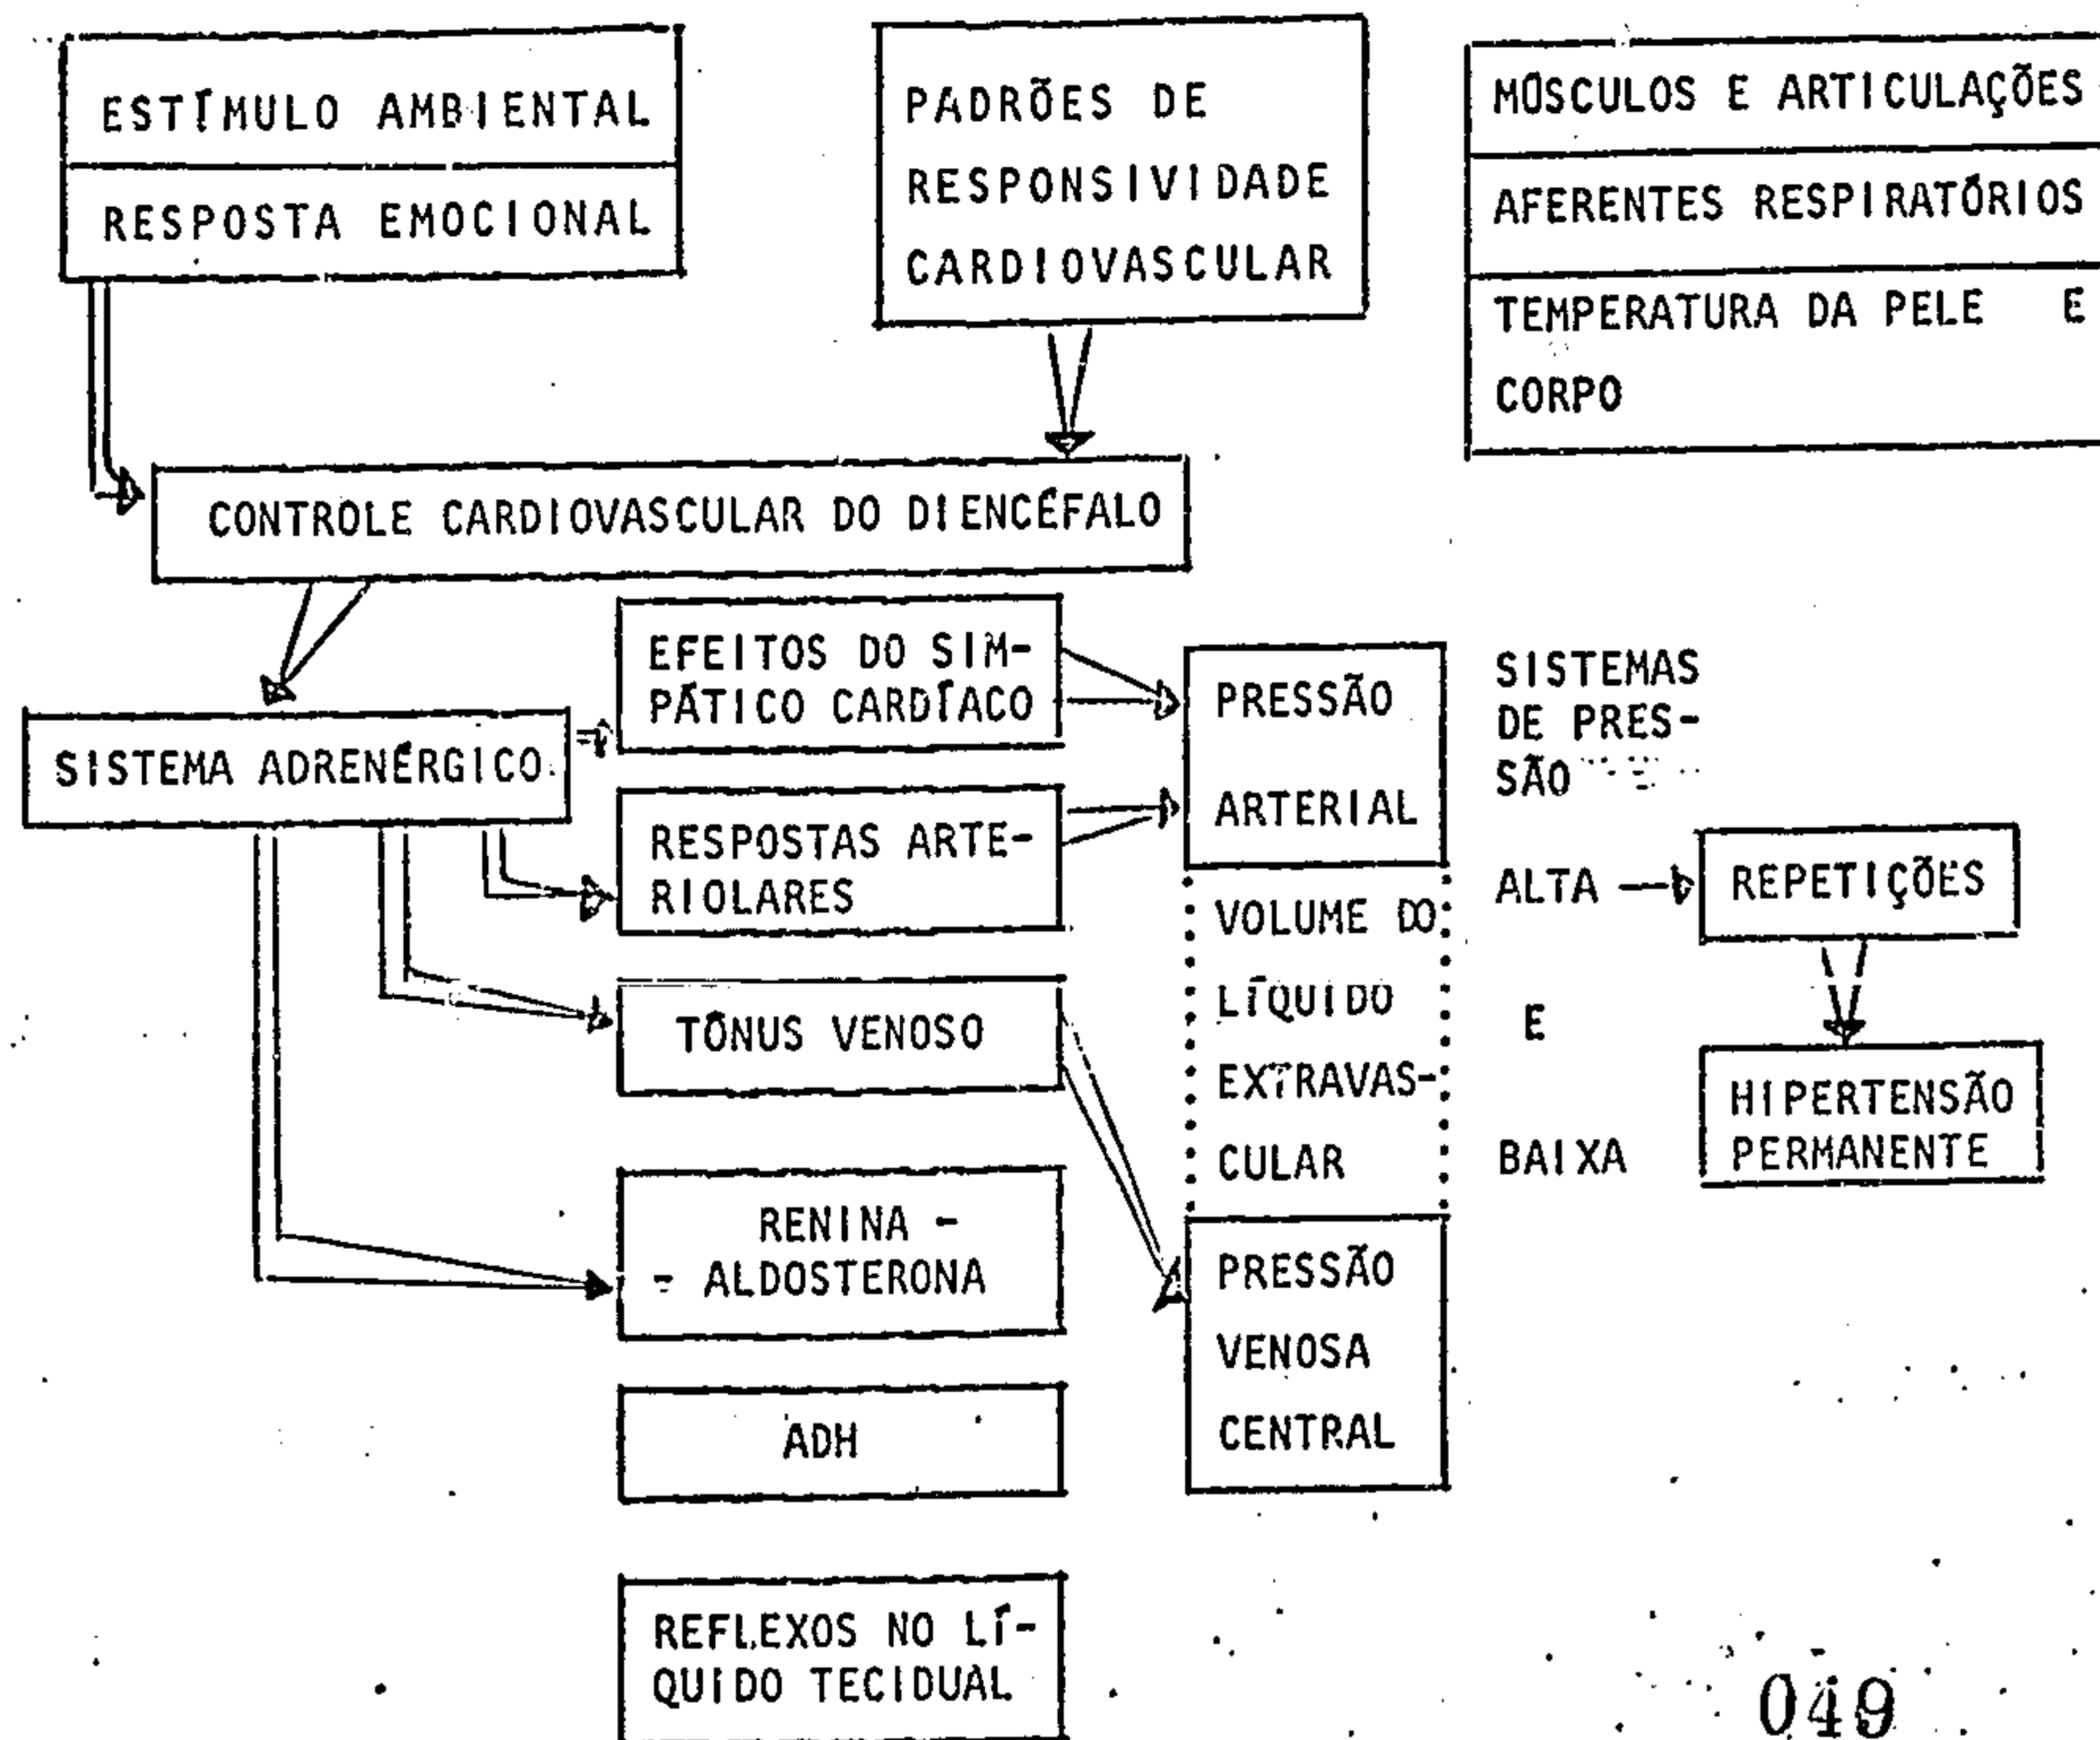 ESTÍMULO AMBIENTAL
RESPOSTA EMOCIONAL
PADRÕES DE
RESPONSIVIDADE
CARDIOVASCULAR
MÚSCULOS E ARTICULAÇÕES
AFERENTES RESPIRATÓRIOS
TEMPERATURA DA PELE E
CORPO
CONTROLE CARDIOVASCULAR DO DIENCÉFALO
SISTEMA ADRENÉRGICO
EFEITOS DO SIM-
PÁTICO CARDÍACO
RESPOSTAS ARTE-
RIOLARES
TÔNUS VENOSO
RENINA -
- ALDOSTERONA
ADH
REFLEXOS NO LÍ-
QUIDO TECIDUAL
PRESSÃO
ARTERIAL
VOLUME DO
LÍQUIDO
EXTRAVAS-
CULAR
PRESSÃO
VENOSA
CENTRAL
SISTEMAS
DE PRES-
SÃO
ALTA
E
BAIXA
REPETIÇÕES
HIPERTENSÃO
PERMANENTE
049